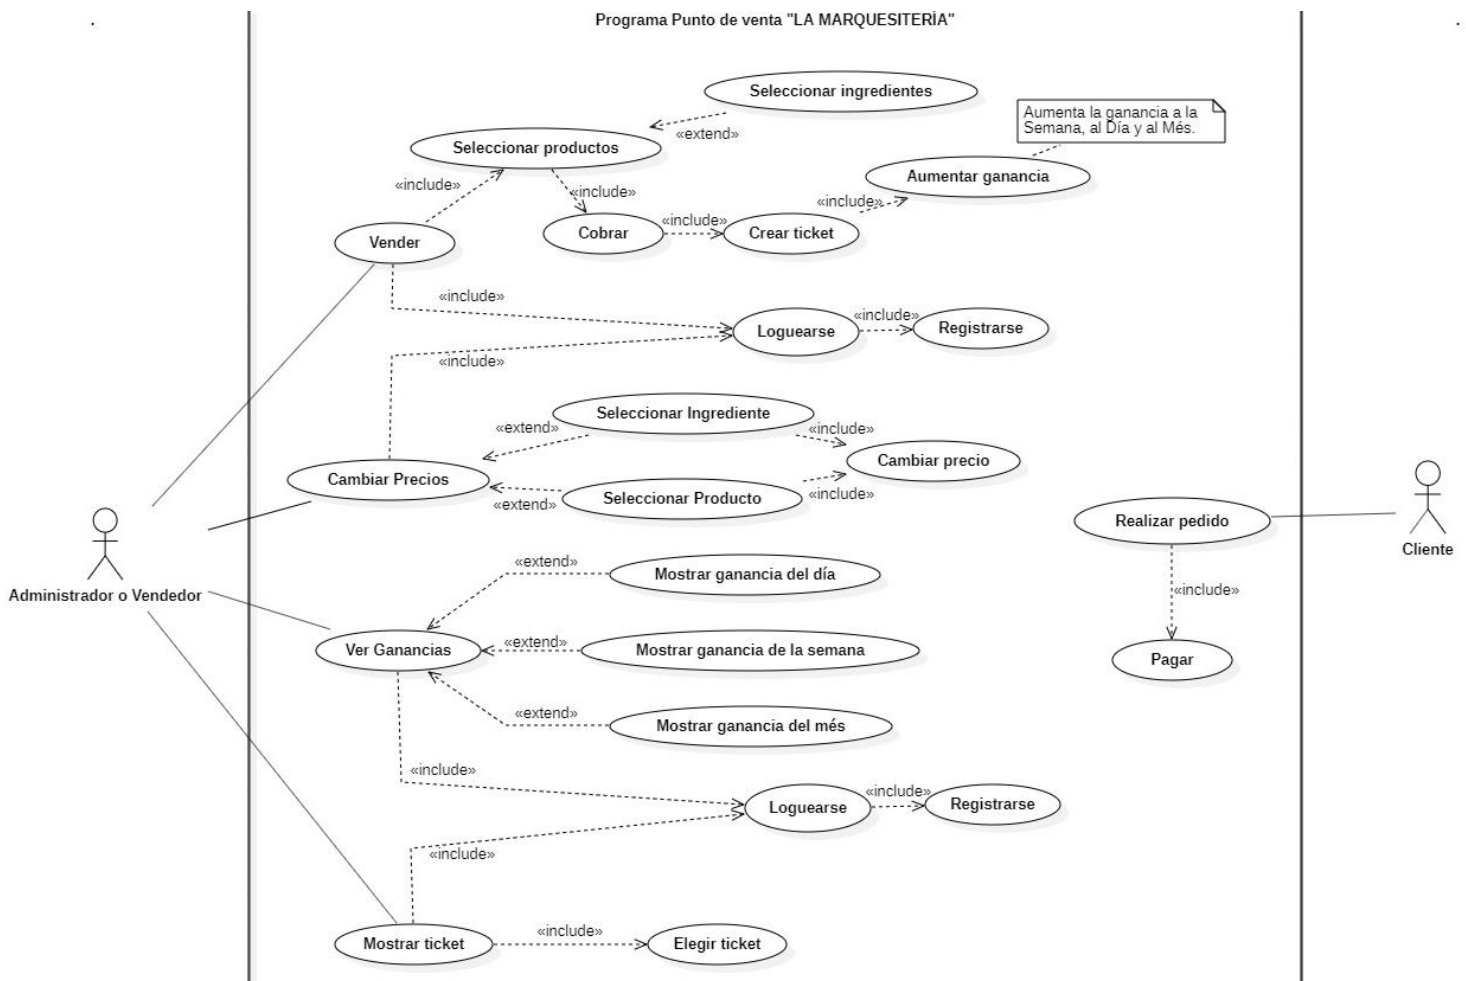 Programa Punto de venta "LA MARQUESITERÍA"
Seleccionar ingredientes
Aumenta la ganancia a la
Semana, al Día y al Més.
«extend»
Seleccionar productos
Aumentar ganancia
«include»
«include»
«include»
Cobrar
«include»
Crear ticket
Vender
«include»
Loguearse
«include»
Registrarse
«include»
Seleccionar Ingrediente
«extend»
«include»
Cambiar precio
Cambiar Precios
Seleccionar Producto
«extend»
«include»
Realizar pedido
Cliente
Administrador o Vendedor
«extend»
Mostrar ganancia del día
«include»
Ver Ganancias
«extend»
Mostrar ganancia de la semana
Pagar
«extend»
Mostrar ganancia del més
«include»
Loguearse
«include»
Registrarse
«include»
Mostrar ticket
«include»
Elegir ticket